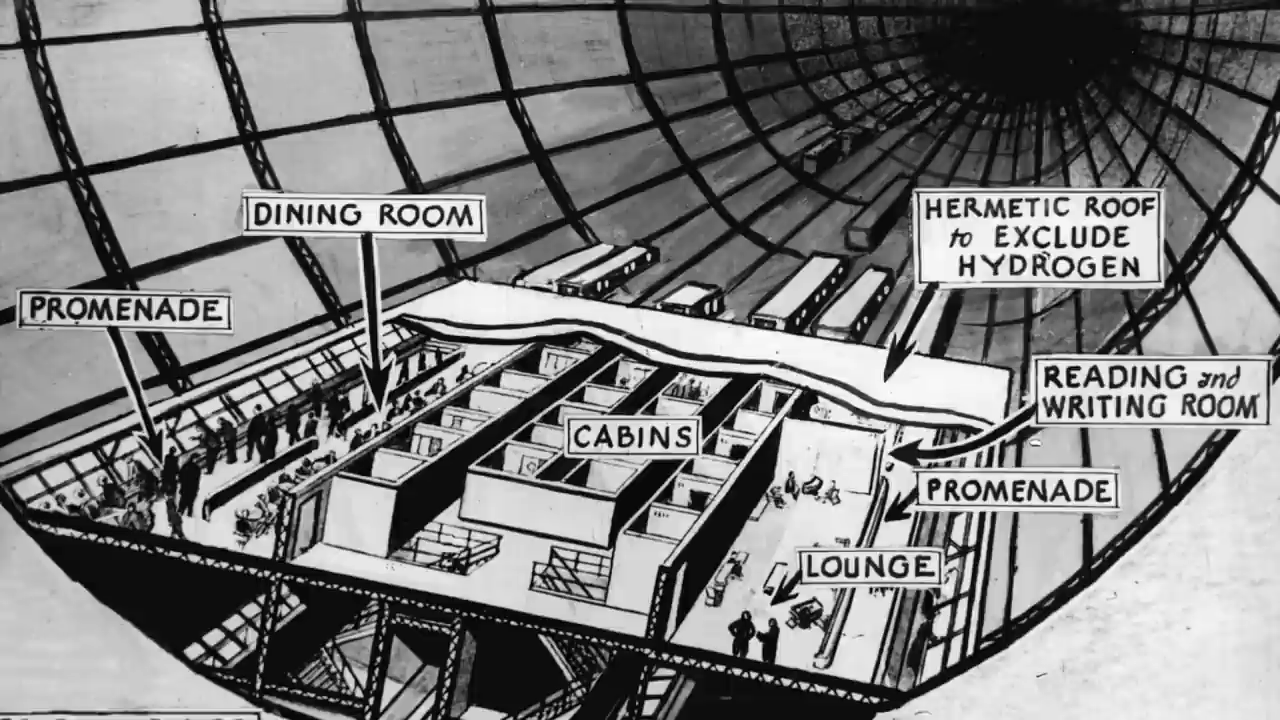 DINING ROOM
HERMETIC ROOF
to EXCLUDE
HYDROGEN
PROMENADE
READING and
WRITING ROOM
CABINS
PROMENADE
LOUNGE